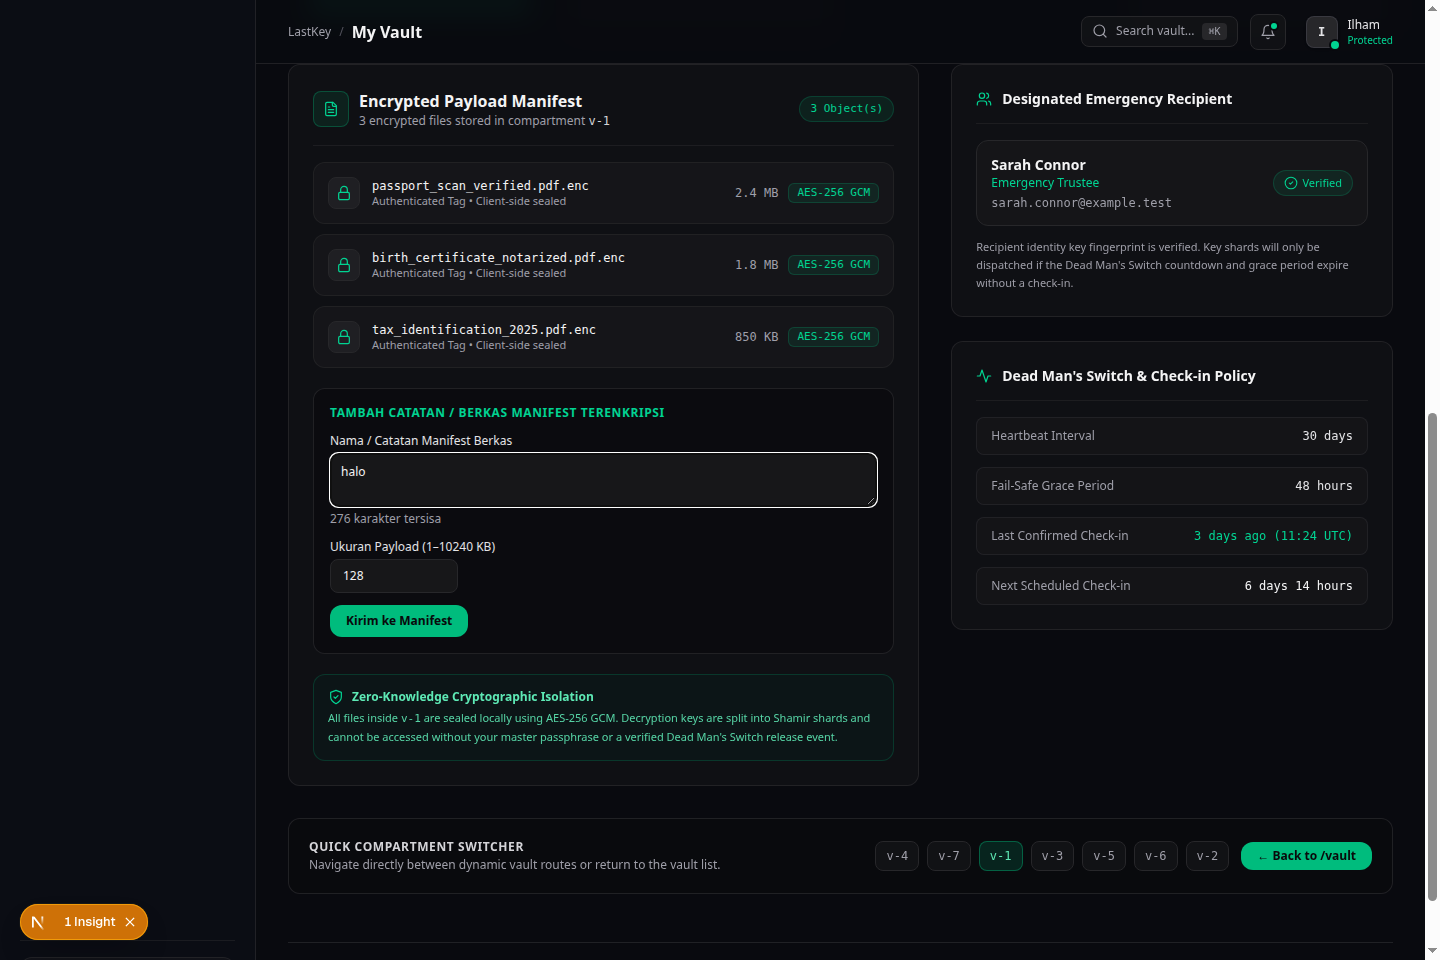 LastKey / My Vault
Search vault... ⌘K
I
Ilham
Protected
Encrypted Payload Manifest
3 encrypted files stored in compartment v-1
3 Object(s)
passport_scan_verified.pdf.enc
Authenticated Tag • Client-side sealed
2.4 MB AES-256 GCM
birth_certificate_notarized.pdf.enc
Authenticated Tag • Client-side sealed
1.8 MB AES-256 GCM
tax_identification_2025.pdf.enc
Authenticated Tag • Client-side sealed
850 KB AES-256 GCM
TAMBAH CATATAN / BERKAS MANIFEST TERENKRIPSI
Nama / Catatan Manifest Berkas
halo
276 karakter tersisa
Ukuran Payload (1–10240 KB)
128
Kirim ke Manifest
Zero-Knowledge Cryptographic Isolation
All files inside v-1 are sealed locally using AES-256 GCM. Decryption keys are split into Shamir shards and
cannot be accessed without your master passphrase or a verified Dead Man's Switch release event.
Designated Emergency Recipient
Sarah Connor
Emergency Trustee
sarah.connor@example.test
Verified
Recipient identity key fingerprint is verified. Key shards will only be
dispatched if the Dead Man's Switch countdown and grace period expire
without a check-in.
Dead Man's Switch & Check-in Policy
Heartbeat Interval 30 days
Fail-Safe Grace Period 48 hours
Last Confirmed Check-in 3 days ago (11:24 UTC)
Next Scheduled Check-in 6 days 14 hours
QUICK COMPARTMENT SWITCHER
Navigate directly between dynamic vault routes or return to the vault list.
v-4 v-7 v-1 v-3 v-5 v-6 v-2 ← Back to /vault
N 1 Insight